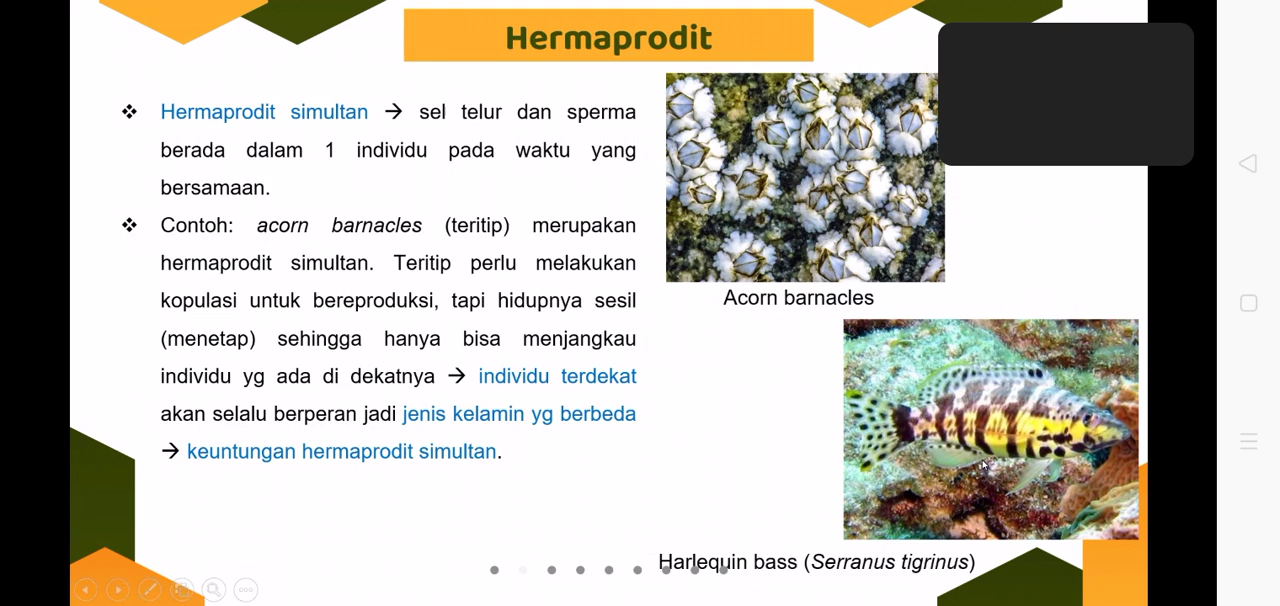 Hermaprodit
❖ Hermaprodit simultan → sel telur dan sperma
berada dalam 1 individu pada waktu yang
bersamaan.
❖ Contoh: acorn barnacles (teritip) merupakan
hermaprodit simultan. Teritip perlu melakukan
kopulasi untuk bereproduksi, tapi hidupnya sesil
(menetap) sehingga hanya bisa menjangkau
individu yg ada di dekatnya → individu terdekat
akan selalu berperan jadi jenis kelamin yg berbeda
→ keuntungan hermaprodit simultan.
Acorn barnacles
Harlequin bass (Serranus tigrinus)